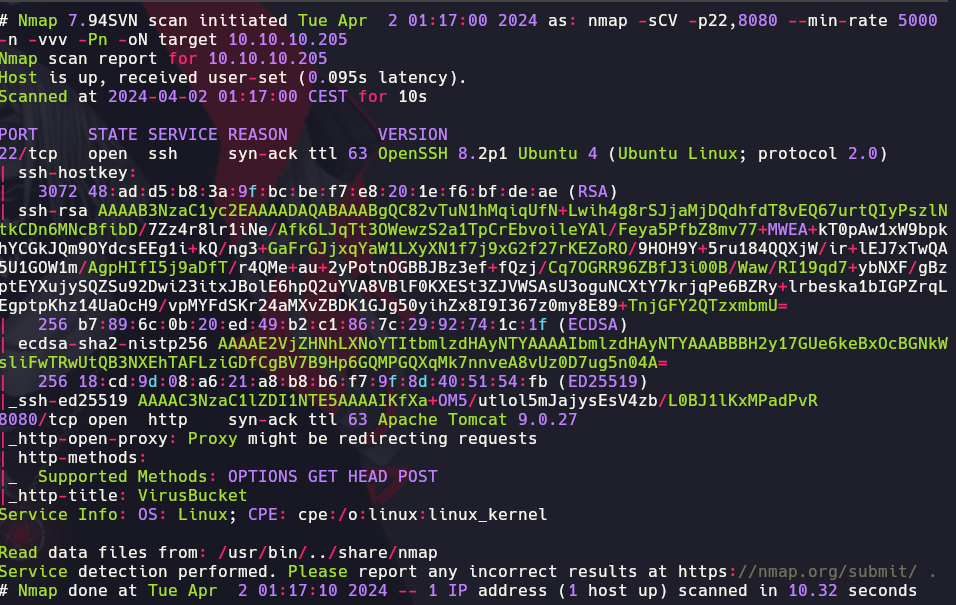 # Nmap 7.94SVN scan initiated Tue Apr  2 01:17:00 2024 as: nmap -sCV -p22,8080 --min-rate 5000
-n -vvv -Pn -oN target 10.10.10.205
Nmap scan report for 10.10.10.205
Host is up, received user-set (0.095s latency).
Scanned at 2024-04-02 01:17:00 CEST for 10s
PORT     STATE SERVICE REASON         VERSION
22/tcp   open  ssh     syn-ack ttl 63 OpenSSH 8.2p1 Ubuntu 4 (Ubuntu Linux; protocol 2.0)
| ssh-hostkey:
|   3072 48:ad:d5:b8:3a:9f:bc:be:f7:e8:20:1e:f6:bf:de:ae (RSA)
| ssh-rsa AAAAB3NzaC1yc2EAAAADAQABAAABgQC82vTuN1hMqiqUfN+Lwih4g8rSJjaMjDQdhfdT8vEQ67urtQIyPszlN
tkCDn6MNcBfibD/7Zz4r8lr1iNe/Afk6LJqTt3OWewzS2a1TpCrEbvoileYAl/Feya5PfbZ8mv77+MWEA+kT0pAw1xW9bpk
hYCGkJQm9OYdcsEEg1i+kQ/ng3+GaFrGJjxqYaW1LXyXN1f7j9xG2f27rKEZoRO/9HOH9Y+5ru184QQXjW/ir+lEJ7xTwQA
5U1GOW1m/AgpHIfI5j9aDfT/r4QMe+au+2yPotnOGBBJBz3ef+fQzj/Cq7OGRR96ZBfJ3i00B/Waw/RI19qd7+ybNXF/gBz
ptEYXujySQZSu92Dwi23itxJBolE6hpQ2uYVA8VBlF0KXESt3ZJVWSAsU3oguNCXtY7krjqPe6BZRy+lrbeska1bIGPZrqL
EgptpKhz14UaOcH9/vpMYFdSKr24aMXvZBDK1GJg50yihZx8I9I367z0my8E89+TnjGFY2QTzxmbmU=
|   256 b7:89:6c:0b:20:ed:49:b2:c1:86:7c:29:92:74:1c:1f (ECDSA)
| ecdsa-sha2-nistp256 AAAAE2VjZHNhLXNoYTItbmlzdHAyNTYAAAAIbmlzdHAyNTYAAABBBH2y17GUe6keBxOcBGNkW
sliFwTRwUtQB3NXEhTAFLziGDfCgBV7B9Hp6GQMPGQXqMk7nnveA8vUz0D7ug5n04A=
|   256 18:cd:9d:08:a6:21:a8:b8:b6:f7:9f:8d:40:51:54:fb (ED25519)
|_ssh-ed25519 AAAAC3NzaC1lZDI1NTE5AAAAIKfXa+OM5/utlol5mJajysEsV4zb/L0BJ1lKxMPadPvR
8080/tcp open  http    syn-ack ttl 63 Apache Tomcat 9.0.27
|_http-open-proxy: Proxy might be redirecting requests
| http-methods:
|_  Supported Methods: OPTIONS GET HEAD POST
|_http-title: VirusBucket
Service Info: OS: Linux; CPE: cpe:/o:linux:linux_kernel
Read data files from: /usr/bin/../share/nmap
Service detection performed. Please report any incorrect results at https://nmap.org/submit/ .
# Nmap done at Tue Apr  2 01:17:10 2024 -- 1 IP address (1 host up) scanned in 10.32 seconds